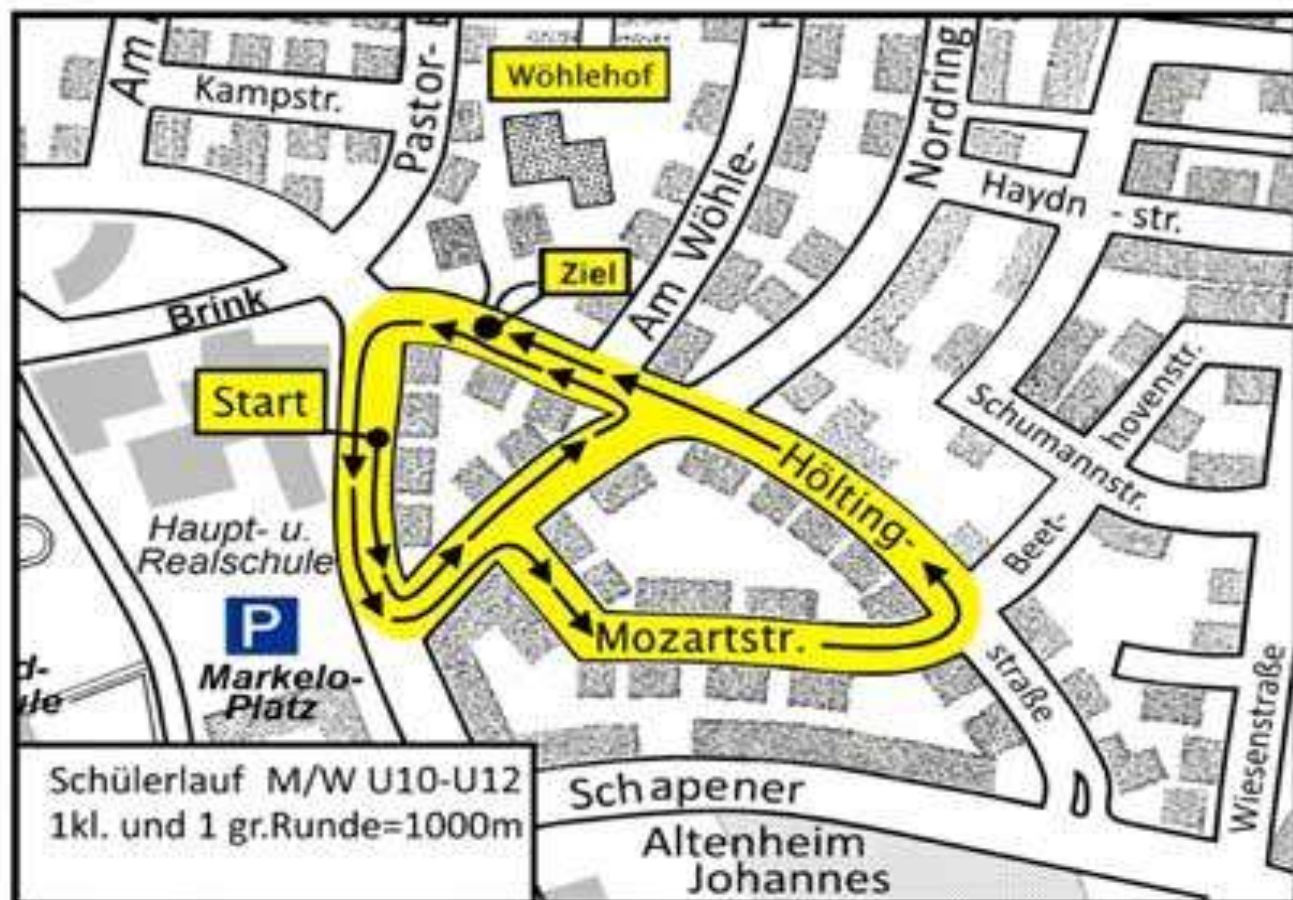 Am
Kampstr.
Pastor-
Wöhlehof
Am Wöhle-
Nordring
Haydn - str.
Brink
Ziel
Start
Schumannstr.
hovenstr.
Hölting-
Beet-
Haupt- u.
Realschule
P
Markelo-
Platz
Mozartstr.
straße
Wiesenstraße
d-
ule
Schülerlauf M/W U10-U12
1kl. und 1 gr.Runde=1000m
Schapener
Altenheim
Johannes